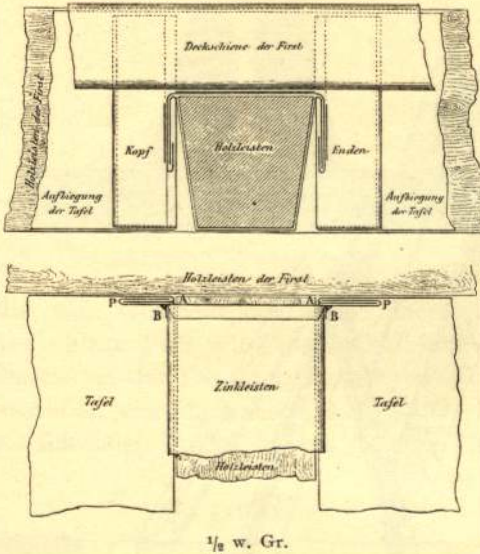 Deckschiene der First
Holzleisten der First
Kopf
Holzleisten
Enden
Aufbiegung
der Tafel
Aufbiegung
der Tafel
Holzleisten der First
P
A
A
P
B
B
Tafel
Zinkleisten
Tafel
Holzleisten
½ w. Gr.